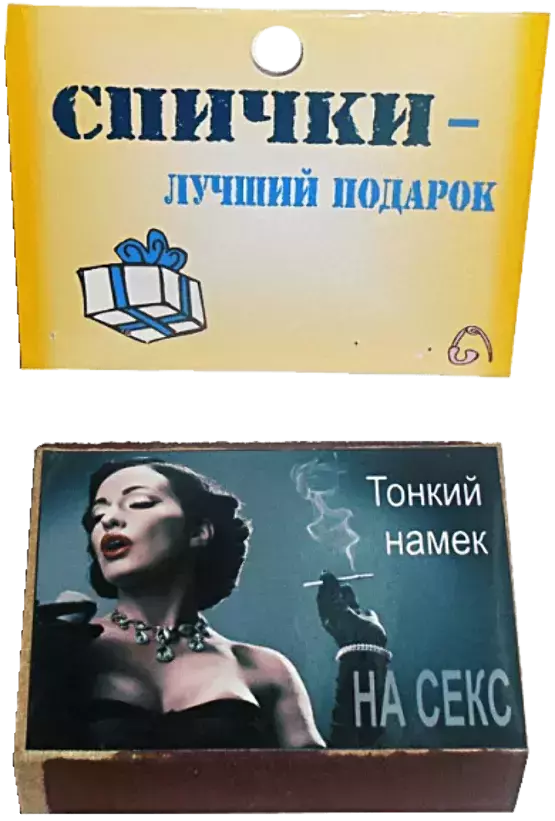 СПИЧКИ -
ЛУЧШИЙ ПОДАРОК
Тонкий
намек
НА СЕКС